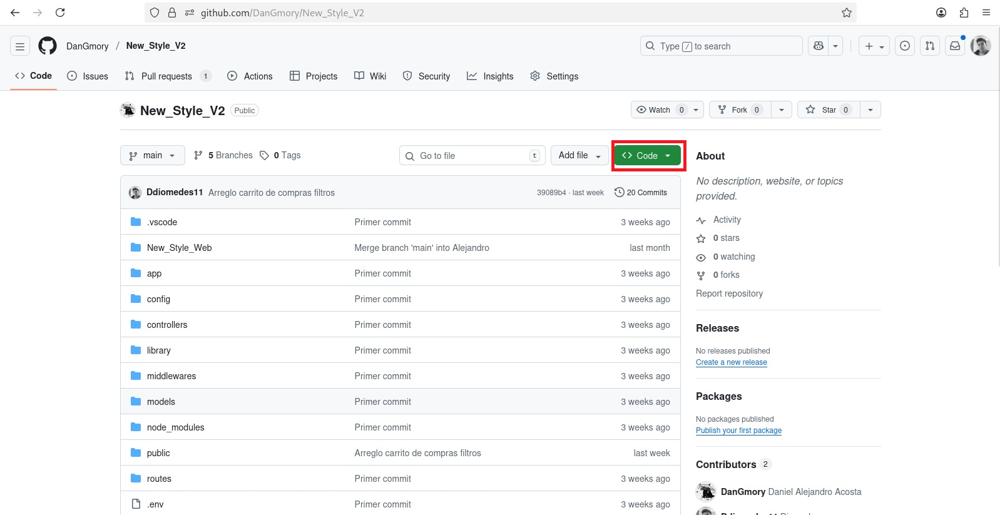 github.com/DanGmory/New_Style_V2
DanGmory / New_Style_V2
Type / to search
Code Issues Pull requests 1 Actions Projects Wiki Security Insights Settings
New_Style_V2 Public
Watch 0 Fork 0 Star 0
main 5 Branches 0 Tags Go to file t Add file Code
Ddiomedes11 Arreglo carrito de compras filtros 39089b4 · last week 20 Commits
.vscode Primer commit 3 weeks ago
New_Style_Web Merge branch 'main' into Alejandro last month
app Primer commit 3 weeks ago
config Primer commit 3 weeks ago
controllers Primer commit 3 weeks ago
library Primer commit 3 weeks ago
middlewares Primer commit 3 weeks ago
models Primer commit 3 weeks ago
node_modules Primer commit 3 weeks ago
public Arreglo carrito de compras filtros last week
routes Primer commit 3 weeks ago
.env Primer commit 3 weeks ago
About
No description, website, or topics
provided.
Activity
0 stars
0 watching
0 forks
Report repository
Releases
No releases published
Create a new release
Packages
No packages published
Publish your first package
Contributors 2
DanGmory Daniel Alejandro Acosta